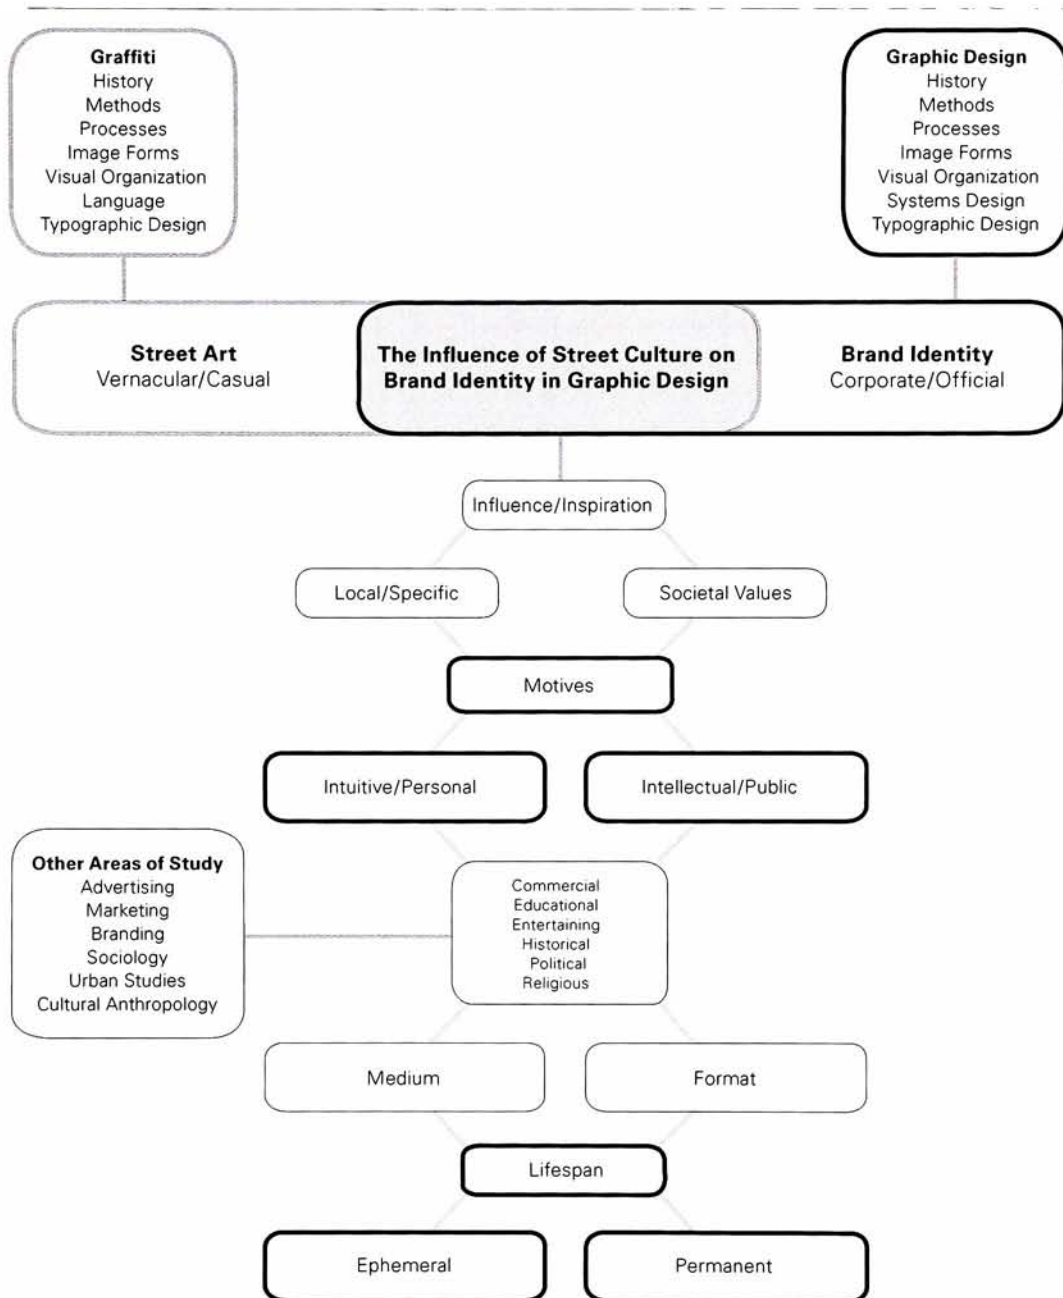 Graffiti
History
Methods
Processes
Image Forms
Visual Organization
Language
Typographic Design
Graphic Design
History
Methods
Processes
Image Forms
Visual Organization
Systems Design
Typographic Design
Street Art
Vernacular/Casual
The Influence of Street Culture on
Brand Identity in Graphic Design
Brand Identity
Corporate/Official
Influence/Inspiration
Local/Specific
Societal Values
Motives
Intuitive/Personal
Intellectual/Public
Other Areas of Study
Advertising
Marketing
Branding
Sociology
Urban Studies
Cultural Anthropology
Commercial
Educational
Entertaining
Historical
Political
Religious
Medium
Format
Lifespan
Ephemeral
Permanent